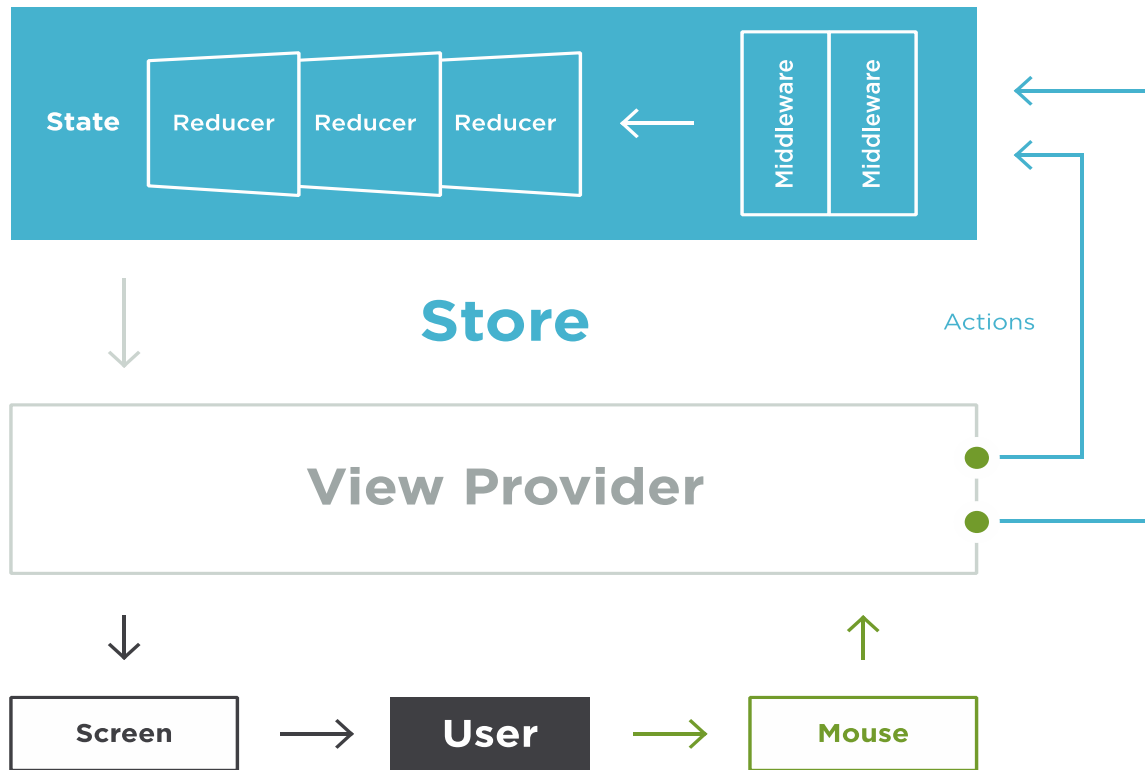 State
Reducer
Reducer
Reducer
Middleware
Middleware
Store
Actions
View Provider
Screen
User
Mouse